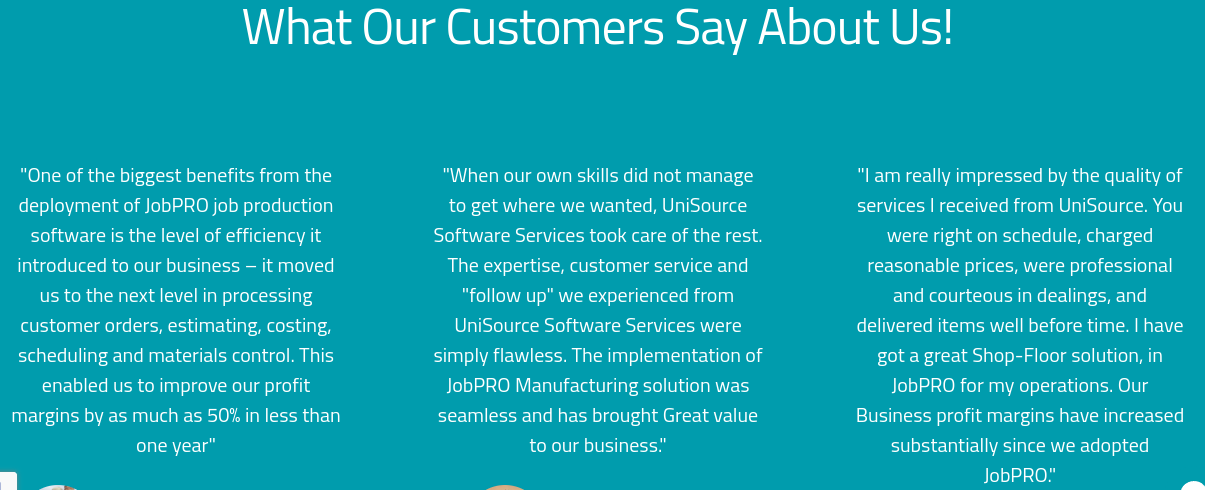 What Our Customers Say About Us!
"One of the biggest benefits from the
deployment of JobPRO job production
software is the level of efficiency it
introduced to our business – it moved
us to the next level in processing
customer orders, estimating, costing,
scheduling and materials control. This
enabled us to improve our profit
margins by as much as 50% in less than
one year"
"When our own skills did not manage
to get where we wanted, UniSource
Software Services took care of the rest.
The expertise, customer service and
"follow up" we experienced from
UniSource Software Services were
simply flawless. The implementation of
JobPRO Manufacturing solution was
seamless and has brought Great value
to our business."
"I am really impressed by the quality of
services I received from UniSource. You
were right on schedule, charged
reasonable prices, were professional
and courteous in dealings, and
delivered items well before time. I have
got a great Shop-Floor solution, in
JobPRO for my operations. Our
Business profit margins have increased
substantially since we adopted
JobPRO."